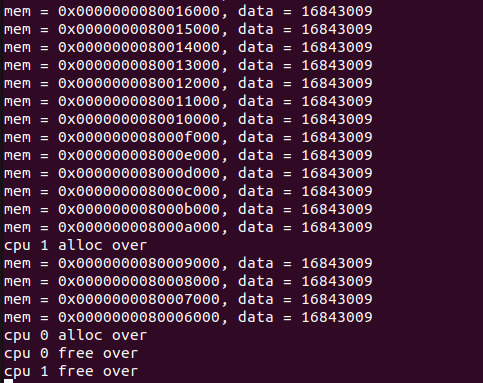 mem = 0x0000000080016000, data = 16843009
mem = 0x0000000080015000, data = 16843009
mem = 0x0000000080014000, data = 16843009
mem = 0x0000000080013000, data = 16843009
mem = 0x0000000080012000, data = 16843009
mem = 0x0000000080011000, data = 16843009
mem = 0x0000000080010000, data = 16843009
mem = 0x000000008000f000, data = 16843009
mem = 0x000000008000e000, data = 16843009
mem = 0x000000008000d000, data = 16843009
mem = 0x000000008000c000, data = 16843009
mem = 0x000000008000b000, data = 16843009
mem = 0x000000008000a000, data = 16843009
cpu 1 alloc over
mem = 0x0000000080009000, data = 16843009
mem = 0x0000000080008000, data = 16843009
mem = 0x0000000080007000, data = 16843009
mem = 0x0000000080006000, data = 16843009
cpu 0 alloc over
cpu 0 free over
cpu 1 free over